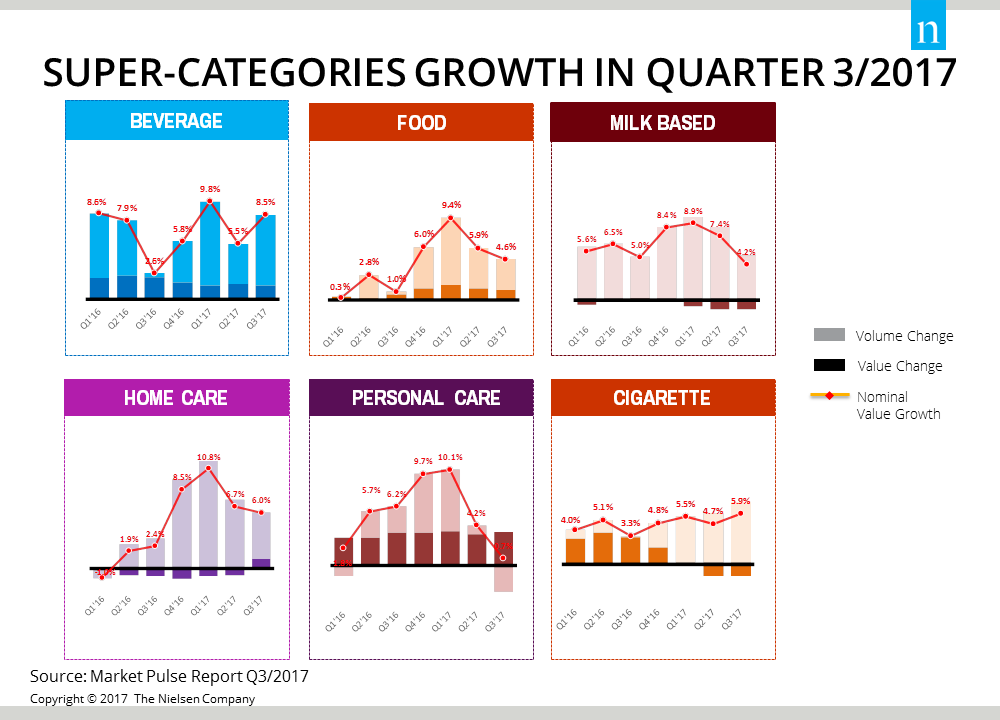 n
SUPER-CATEGORIES GROWTH IN QUARTER 3/2017
BEVERAGE
8.6% 7.9% 2.6% 5.8% 9.8% 5.5% 8.5%
Q1'16 Q2'16 Q3'16 Q4'16 Q1'17 Q2'17 Q3'17
FOOD
0.3% 2.8% 1.0% 6.0% 9.4% 5.9% 4.6%
Q1'16 Q2'16 Q3'16 Q4'16 Q1'17 Q2'17 Q3'17
MILK BASED
5.6% 6.5% 5.0% 8.4% 8.9% 7.4% 4.2%
Q1'16 Q2'16 Q3'16 Q4'16 Q1'17 Q2'17 Q3'17
Volume Change
Value Change
Nominal
Value Growth
HOME CARE
1.9% 2.4% 8.5% 10.8% 6.7% 6.0%
Q1'16 Q2'16 Q3'16 Q4'16 Q1'17 Q2'17 Q3'17
PERSONAL CARE
5.7% 6.2% 9.7% 10.1% 4.2%
Q1'16 Q2'16 Q3'16 Q4'16 Q1'17 Q2'17 Q3'17
CIGARETTE
4.0% 5.1% 3.3% 4.8% 5.5% 4.7% 5.9%
Q1'16 Q2'16 Q3'16 Q4'16 Q1'17 Q2'17 Q3'17
Source: Market Pulse Report Q3/2017
Copyright © 2017 The Nielsen Company